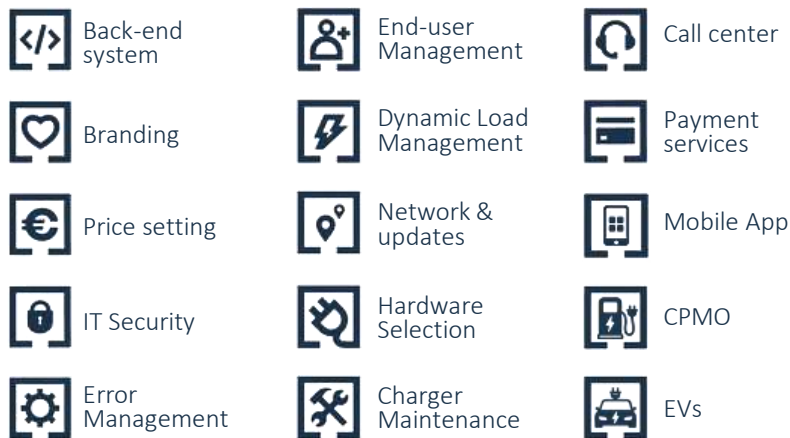 Back-end
system
End-user
Management
Call center
Branding
Dynamic Load
Management
Payment
services
Price setting
Network &
updates
Mobile App
IT Security
Hardware
Selection
CPMO
Error
Management
Charger
Maintenance
EVs